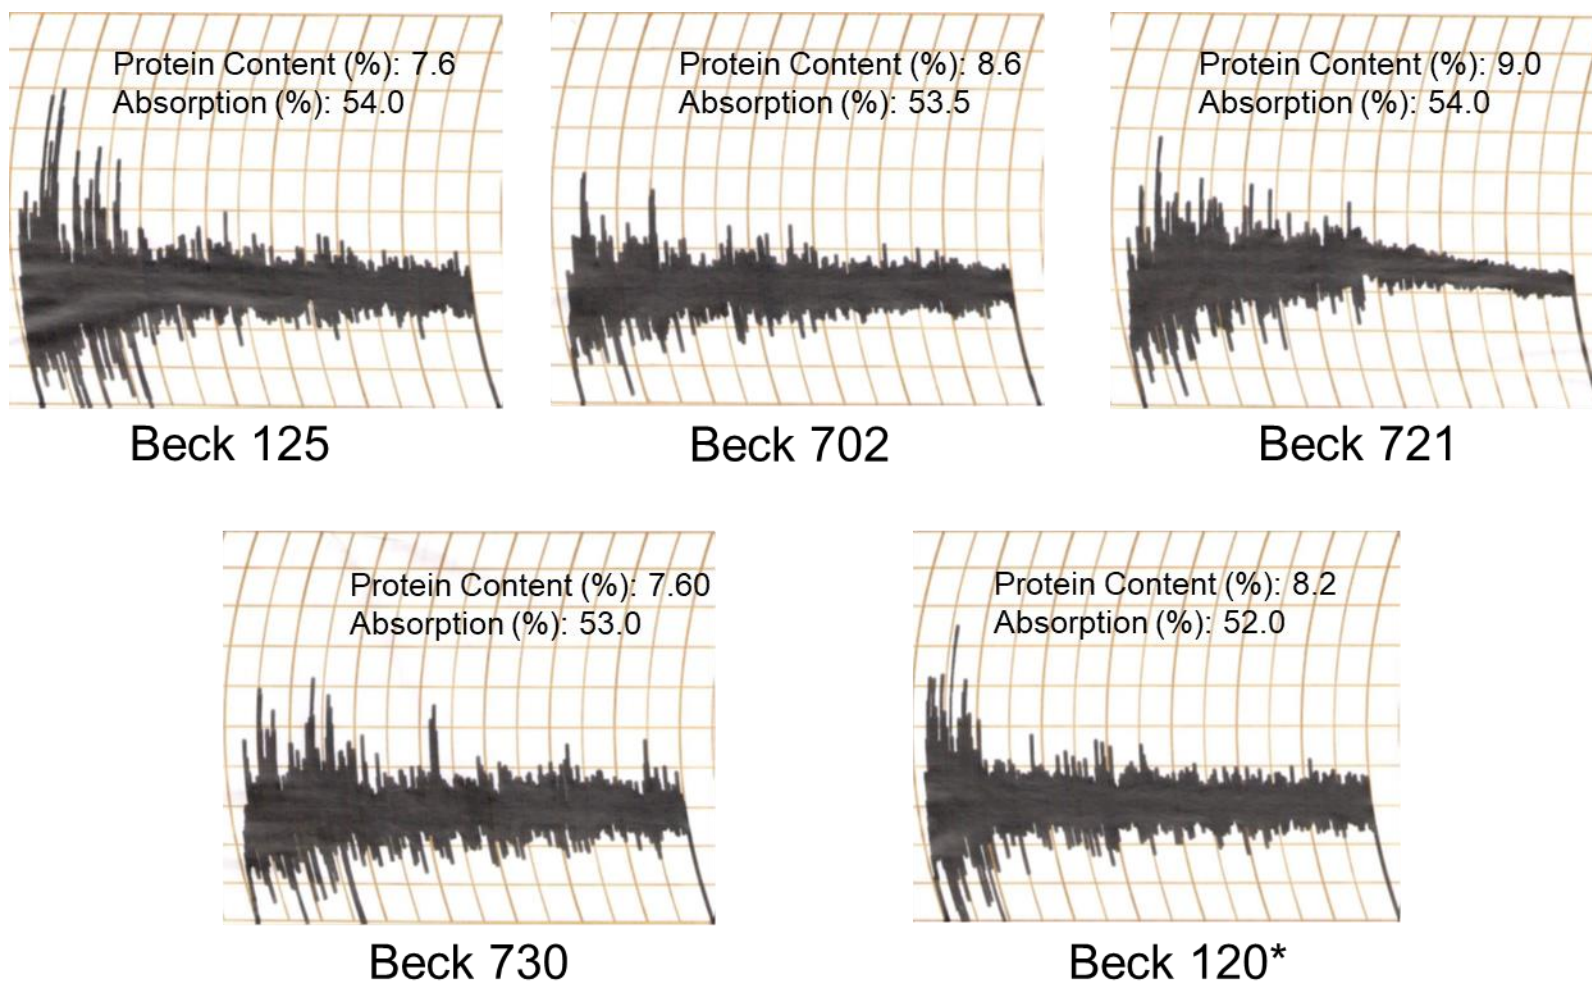 Protein Content (%): 7.6
Absorption (%): 54.0
Beck 125
Protein Content (%): 8.6
Absorption (%): 53.5
Beck 702
Protein Content (%): 9.0
Absorption (%): 54.0
Beck 721
Protein Content (%): 7.60
Absorption (%): 53.0
Beck 730
Protein Content (%): 8.2
Absorption (%): 52.0
Beck 120*